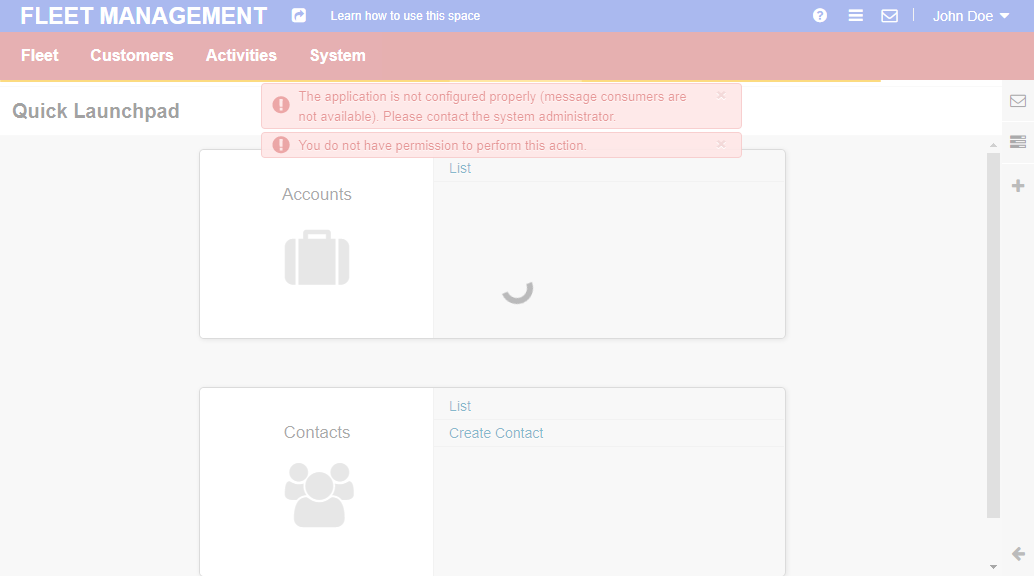 FLEET MANAGEMENT
Learn how to use this space
John Doe
Fleet
Customers
Activities
System
The application is not configured properly (message consumers are
not available). Please contact the system administrator.
You do not have permission to perform this action.
Quick Launchpad
Accounts
List
Contacts
List
Create Contact